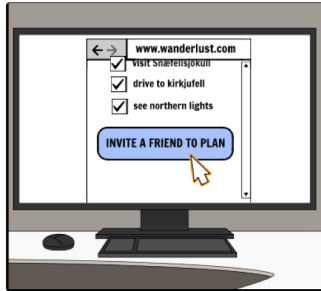 www.wanderlust.com
visit Snæfellsjökull
drive to kirkjufell
see northern lights
INVITE A FRIEND TO PLAN